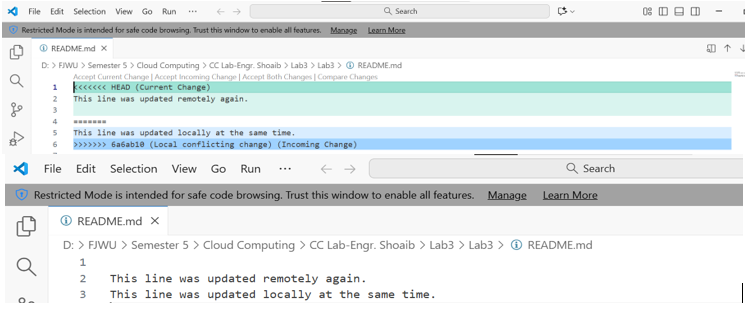 File Edit Selection View Go Run ··· ← → Search
Restricted Mode is intended for safe code browsing. Trust this window to enable all features. Manage Learn More
README.md ×
D: > FJWU > Semester 5 > Cloud Computing > CC Lab-Engr. Shoaib > Lab3 > Lab3 > README.md
Accept Current Change | Accept Incoming Change | Accept Both Changes | Compare Changes
1 <<<<<<< HEAD (Current Change)
2 This line was updated remotely again.
3
4 =======
5 This line was updated locally at the same time.
6 >>>>>>> 6a6ab10 (Local conflicting change) (Incoming Change)
File Edit Selection View Go Run ··· ← → Search
Restricted Mode is intended for safe code browsing. Trust this window to enable all features. Manage Learn More
README.md ×
D: > FJWU > Semester 5 > Cloud Computing > CC Lab-Engr. Shoaib > Lab3 > Lab3 > README.md
1
2 This line was updated remotely again.
3 This line was updated locally at the same time.